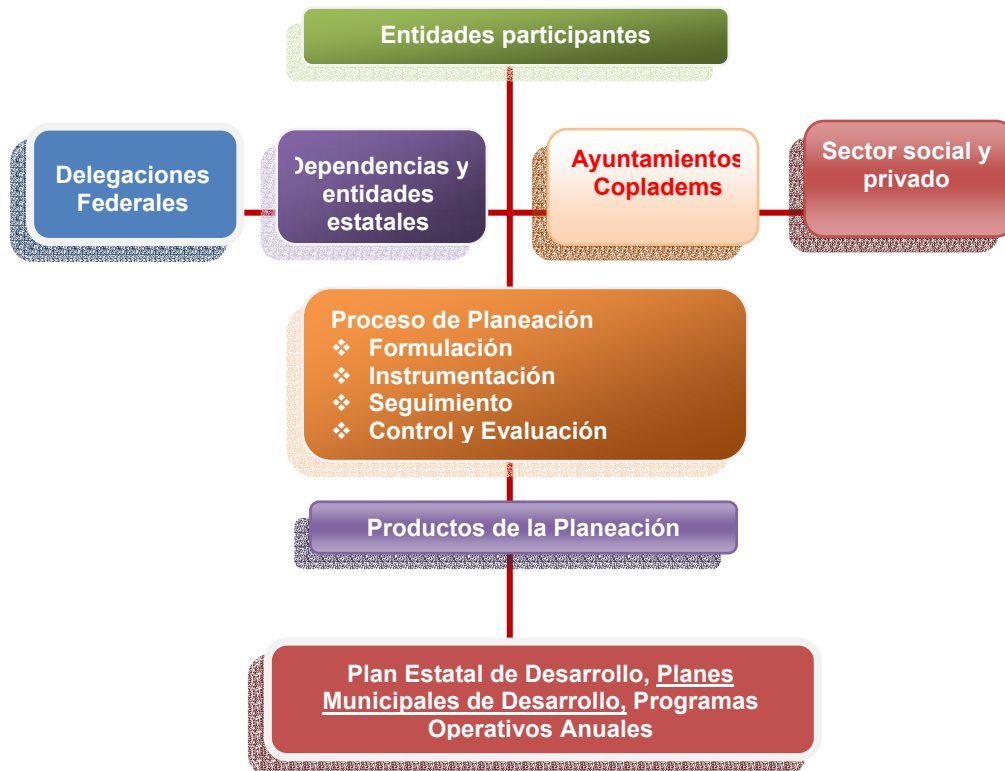 Entidades participantes
Delegaciones
Federales
Dependencias y
entidades
estatales
Ayuntamientos
Copladems
Sector social y
privado
Proceso de Planeación
❖ Formulación
❖ Instrumentación
❖ Seguimiento
❖ Control y Evaluación
Productos de la Planeación
Plan Estatal de Desarrollo, Planes
Municipales de Desarrollo, Programas
Operativos Anuales